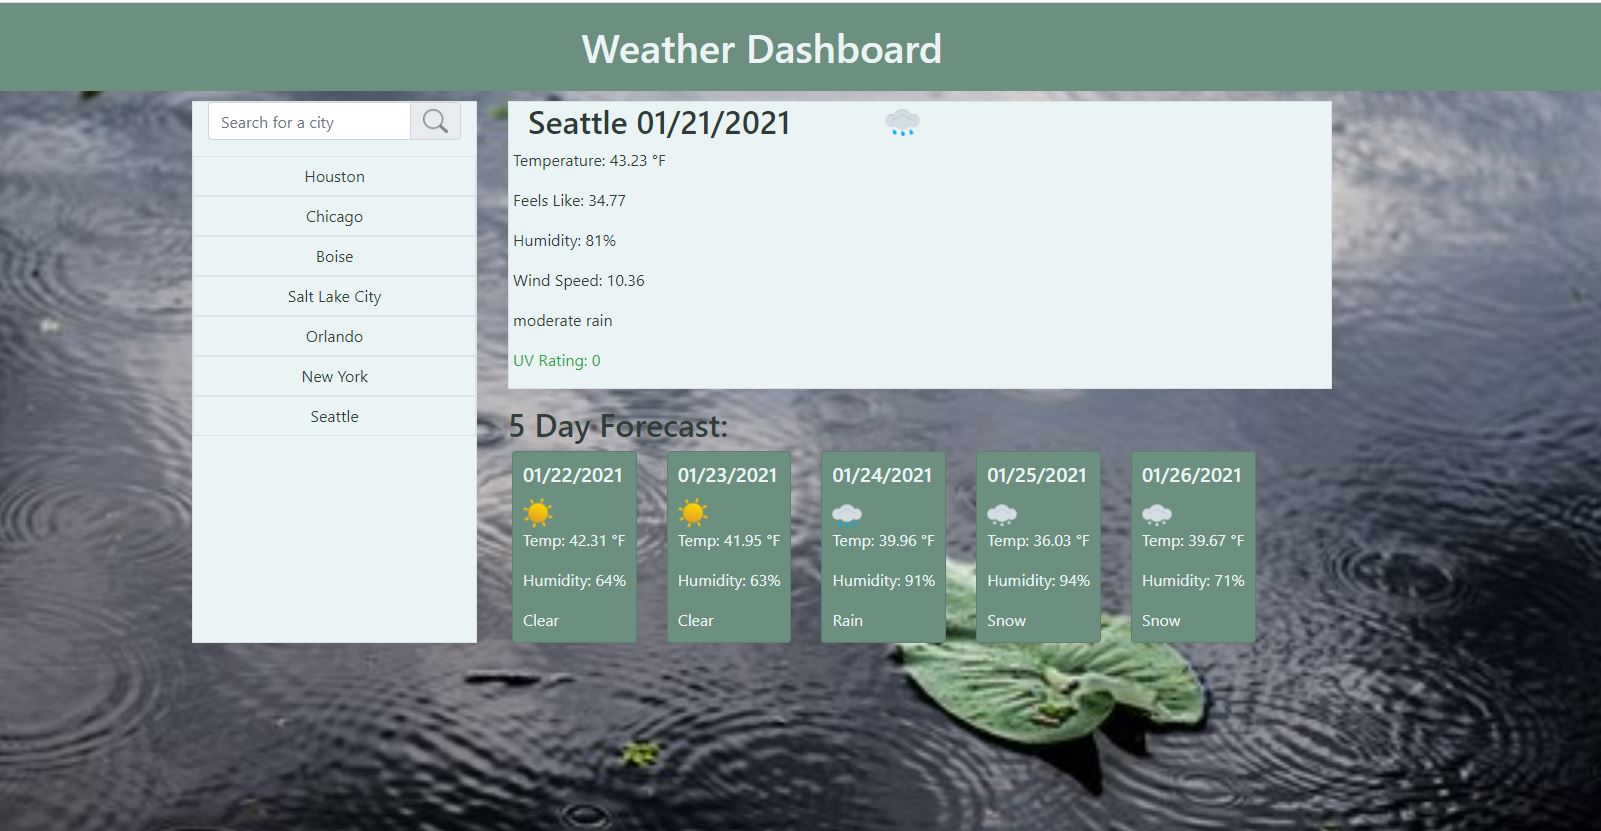 Weather Dashboard
Search for a city
Houston
Chicago
Boise
Salt Lake City
Orlando
New York
Seattle
Seattle 01/21/2021
Temperature: 43.23 °F
Feels Like: 34.77
Humidity: 81%
Wind Speed: 10.36
moderate rain
UV Rating: 0
5 Day Forecast:
01/22/2021
Temp: 42.31 °F
Humidity: 64%
Clear
01/23/2021
Temp: 41.95 °F
Humidity: 63%
Clear
01/24/2021
Temp: 39.96 °F
Humidity: 91%
Rain
01/25/2021
Temp: 36.03 °F
Humidity: 94%
Snow
01/26/2021
Temp: 39.67 °F
Humidity: 71%
Snow